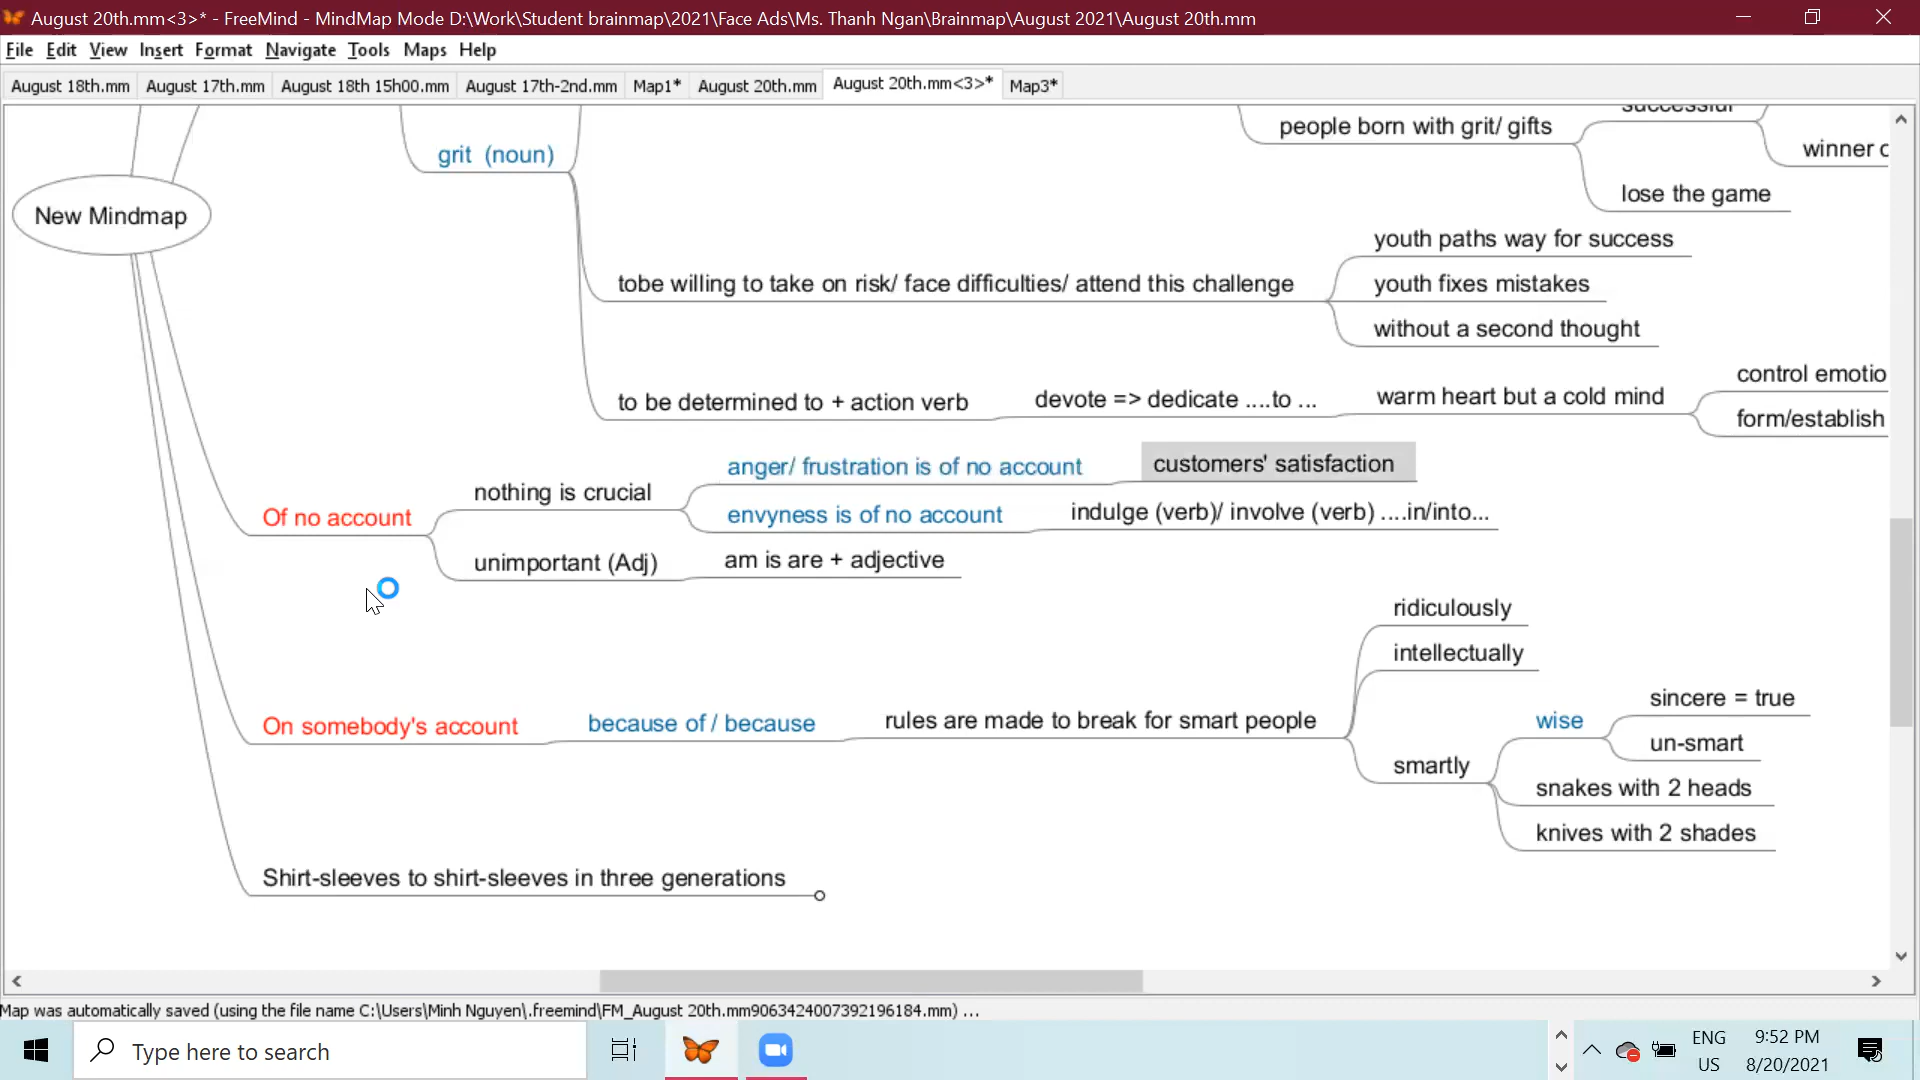 August 20th.mm<3>* - FreeMind - MindMap Mode D:\Work\Student brainmap\2021\Face Ads\Ms. Thanh Ngan\Brainmap\August 2021\August 20th.mm
File Edit View Insert Format Navigate Tools Maps Help
August 18th.mm August 17th.mm August 18th 15h00.mm August 17th-2nd.mm Map1* August 20th.mm August 20th.mm<3>* Map3*
successful
people born with grit/ gifts
winner
lose the game
grit (noun)
New Mindmap
youth paths way for success
tobe willing to take on risk/ face difficulties/ attend this challenge
youth fixes mistakes
without a second thought
control emotio
to be determined to + action verb
devote => dedicate ....to ...
warm heart but a cold mind
form/establish
anger/ frustration is of no account
customers' satisfaction
nothing is crucial
Of no account
envyness is of no account
indulge (verb)/ involve (verb) ....in/into...
unimportant (Adj)
am is are + adjective
ridiculously
intellectually
sincere = true
On somebody's account
because of / because
rules are made to break for smart people
wise
un-smart
smartly
snakes with 2 heads
knives with 2 shades
Shirt-sleeves to shirt-sleeves in three generations
Map was automatically saved (using the file name C:\Users\Minh Nguyen\.freemind\FM_August 20th.mm9063424007392196184.mm) ...
Type here to search
ENG
US
9:52 PM
8/20/2021